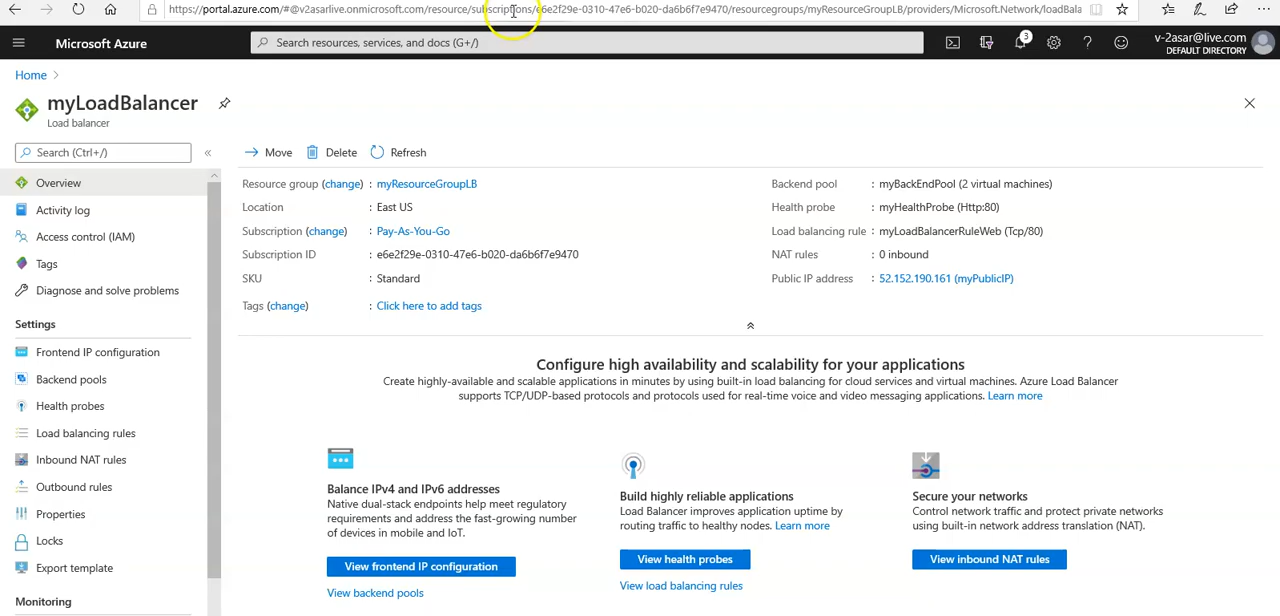 https://portal.azure.com/#@v2asarlive.onmicrosoft.com/resource/subscriptions/e6e2f29e-0310-47e6-b020-da6b6f7e9470/resourcegroups/myResourceGroupLB/providers/Microsoft.Network/loadBala
Microsoft Azure
Search resources, services, and docs (G+/)
3
v-2asar@live.com
DEFAULT DIRECTORY
Home >
myLoadBalancer
Load balancer
Search (Ctrl+/)
«
Overview
Activity log
Access control (IAM)
Tags
Diagnose and solve problems
Settings
Frontend IP configuration
Backend pools
Health probes
Load balancing rules
Inbound NAT rules
Outbound rules
Properties
Locks
Export template
Monitoring
Move Delete Refresh
Resource group (change) : myResourceGroupLB
Location : East US
Subscription (change) : Pay-As-You-Go
Subscription ID : e6e2f29e-0310-47e6-b020-da6b6f7e9470
SKU : Standard
Tags (change) : Click here to add tags
Backend pool : myBackEndPool (2 virtual machines)
Health probe : myHealthProbe (Http:80)
Load balancing rule : myLoadBalancerRuleWeb (Tcp/80)
NAT rules : 0 inbound
Public IP address : 52.152.190.161 (myPublicIP)
Configure high availability and scalability for your applications
Create highly-available and scalable applications in minutes by using built-in load balancing for cloud services and virtual machines. Azure Load Balancer
supports TCP/UDP-based protocols and protocols used for real-time voice and video messaging applications. Learn more
Balance IPv4 and IPv6 addresses
Native dual-stack endpoints help meet regulatory
requirements and address the fast-growing number
of devices in mobile and IoT.
View frontend IP configuration
View backend pools
Build highly reliable applications
Load Balancer improves application uptime by
routing traffic to healthy nodes. Learn more
View health probes
View load balancing rules
Secure your networks
Control network traffic and protect private networks
using built-in network address translation (NAT).
View inbound NAT rules